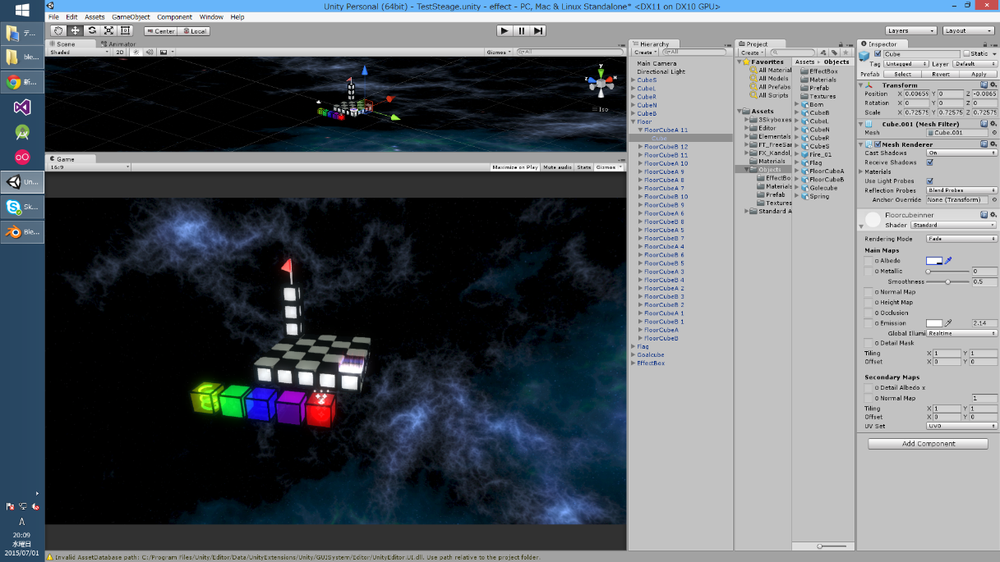 Unity Personal (64bit) - TestSteage.unity - effect - PC, Mac & Linux Standalone* <DX11 on DX10 GPU>
File Edit Assets GameObject Component Window Help
Center Local
Layers Layout
デ...
ble...
新...
Un...
Sk...
Ble...
A
20:09
水曜日
2015/07/01
Scene Animator
Shaded 2D Gizmos All
y
x
z
Iso
Game
16:9 Maximize on Play Mute audio Stats Gizmos
Hierarchy
Create All
Main Camera
Directional Light
CubeS
CubeL
CubeR
CubeN
CubeB
Floor
FloorCubeA 11
Cube
FloorCubeB 12
FloorCubeB 11
FloorCubeA 10
FloorCubeA 9
FloorCubeA 8
FloorCubeA 7
FloorCubeB 10
FloorCubeB 9
FloorCubeA 6
FloorCubeB 8
FloorCubeA 5
FloorCubeB 7
FloorCubeA 4
FloorCubeB 6
FloorCubeB 5
FloorCubeA 3
FloorCubeB 4
FloorCubeA 2
FloorCubeB 3
FloorCubeB 2
FloorCubeA 1
FloorCubeB 1
FloorCubeA
FloorCubeB
Flag
Goalcube
EffectBox
Project
Create
Favorites
All Material
All Models
All Prefabs
All Scripts
Assets
3Skyboxes
Editor
Elementals
FT_FreeSar
FX_Kandol
Materials
Objects
EffectBo
Materials
Prefab
Textures
Standard A
Assets Objects
EffectBox
Materials
Prefab
Textures
Bom
CubeB
CubeL
CubeN
CubeR
CubeS
Fire_01
Flag
FloorCubeA
FloorCubeB
Golecube
Spring
Inspector
Cube Static
Tag Untagged Layer Default
Prefab Select Revert Apply
Transform
Position X 0.00659 Y 0 Z -0.0065
Rotation X 0 Y 0 Z 0
Scale X 0.72575 Y 0.72575 Z 0.72575
Cube.001 (Mesh Filter)
Mesh Cube.001
Mesh Renderer
Cast Shadows On
Receive Shadows
Materials
Use Light Probes
Reflection Probes Blend Probes
Anchor Override None (Transform)
Floorcubeinner
Shader Standard
Rendering Mode Fade
Main Maps
Albedo
Metallic 0
Smoothness 0.5
Normal Map
Height Map
Occlusion
Emission 2.14
Global Illumi Realtime
Detail Mask
Tiling X 1 Y 1
Offset X 0 Y 0
Secondary Maps
Detail Albedo x
Normal Map 1
Tiling X 1 Y 1
Offset X 0 Y 0
UV Set UV0
Add Component
Invalid AssetDatabase path: C:/Program Files/Unity/Editor/Data/UnityExtensions/Unity/GUISystem/Editor/UnityEditor.UI.dll. Use path relative to the project folder.